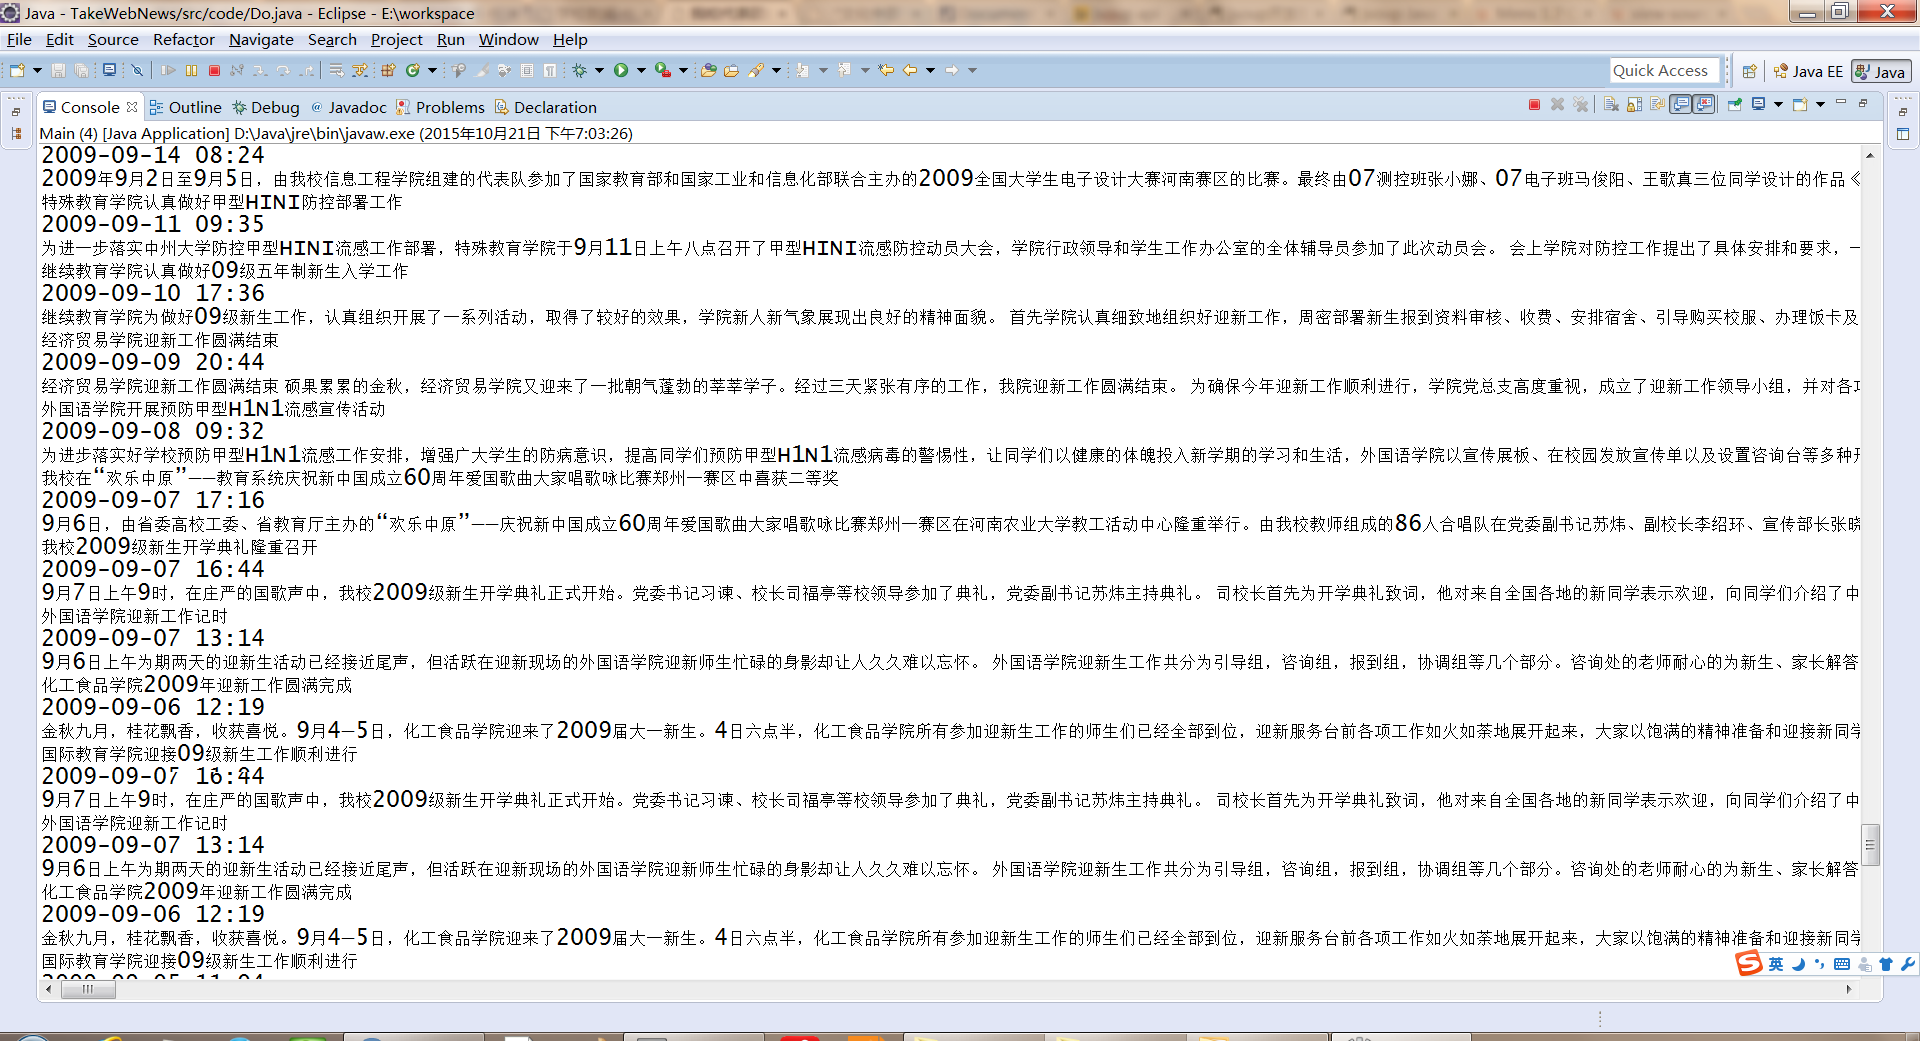 Java - TakeWebNews/src/code/Do.java - Eclipse - E:\workspace
File Edit Source Refactor Navigate Search Project Run Window Help
Quick Access Java EE Java
Console Outline Debug @ Javadoc Problems Declaration
Main (4) [Java Application] D:\Java\jre\bin\javaw.exe (2015年10月21日 下午7:03:26)
2009-09-14 08:24
2009年9月2日至9月5日，由我校信息工程学院组建的代表队参加了国家教育部和国家工业和信息化部联合主办的2009全国大学生电子设计大赛河南赛区的比赛。最终由07测控班张小娜、07电子班马俊阳、王歌真三位同学设计的作品《
特殊教育学院认真做好甲型HINI防控部署工作
2009-09-11 09:35
为进一步落实中州大学防控甲型HINI流感工作部署，特殊教育学院于9月11日上午八点召开了甲型HINI流感防控动员大会，学院行政领导和学生工作办公室的全体辅导员参加了此次动员会。 会上学院对防控工作提出了具体安排和要求，一
继续教育学院认真做好09级五年制新生入学工作
2009-09-10 17:36
继续教育学院为做好09级新生工作，认真组织开展了一系列活动，取得了较好的效果，学院新人新气象展现出良好的精神面貌。 首先学院认真细致地组织好迎新工作，周密部署新生报到资料审核、收费、安排宿舍、引导购买校服、办理饭卡及
经济贸易学院迎新工作圆满结束
2009-09-09 20:44
经济贸易学院迎新工作圆满结束 硕果累累的金秋，经济贸易学院又迎来了一批朝气蓬勃的莘莘学子。经过三天紧张有序的工作，我院迎新工作圆满结束。 为确保今年迎新工作顺利进行，学院党总支高度重视，成立了迎新工作领导小组，并对各项
外国语学院开展预防甲型H1N1流感宣传活动
2009-09-08 09:32
为进步落实好学校预防甲型H1N1流感工作安排，增强广大学生的防病意识，提高同学们预防甲型H1N1流感病毒的警惕性，让同学们以健康的体魄投入新学期的学习和生活，外国语学院以宣传展板、在校园发放宣传单以及设置咨询台等多种形
我校在“欢乐中原”——教育系统庆祝新中国成立60周年爱国歌曲大家唱歌咏比赛郑州一赛区中喜获二等奖
2009-09-07 17:16
9月6日，由省委高校工委、省教育厅主办的“欢乐中原”——庆祝新中国成立60周年爱国歌曲大家唱歌咏比赛郑州一赛区在河南农业大学教工活动中心隆重举行。由我校教师组成的86人合唱队在党委副书记苏炜、副校长李绍环、宣传部长张晓
我校2009级新生开学典礼隆重召开
2009-09-07 16:44
9月7日上午9时，在庄严的国歌声中，我校2009级新生开学典礼正式开始。党委书记习谏、校长司福亭等校领导参加了典礼，党委副书记苏炜主持典礼。 司校长首先为开学典礼致词，他对来自全国各地的新同学表示欢迎，向同学们介绍了中
外国语学院迎新工作记时
2009-09-07 13:14
9月6日上午为期两天的迎新生活动已经接近尾声，但活跃在迎新现场的外国语学院迎新师生忙碌的身影却让人久久难以忘怀。 外国语学院迎新生工作共分为引导组，咨询组，报到组，协调组等几个部分。咨询处的老师耐心的为新生、家长解答
化工食品学院2009年迎新工作圆满完成
2009-09-06 12:19
金秋九月，桂花飘香，收获喜悦。9月4—5日，化工食品学院迎来了2009届大一新生。4日六点半，化工食品学院所有参加迎新生工作的师生们已经全部到位，迎新服务台前各项工作如火如荼地展开起来，大家以饱满的精神准备和迎接新同学
国际教育学院迎接09级新生工作顺利进行
2009-09-07 16:44
9月7日上午9时，在庄严的国歌声中，我校2009级新生开学典礼正式开始。党委书记习谏、校长司福亭等校领导参加了典礼，党委副书记苏炜主持典礼。 司校长首先为开学典礼致词，他对来自全国各地的新同学表示欢迎，向同学们介绍了中
外国语学院迎新工作记时
2009-09-07 13:14
9月6日上午为期两天的迎新生活动已经接近尾声，但活跃在迎新现场的外国语学院迎新师生忙碌的身影却让人久久难以忘怀。 外国语学院迎新生工作共分为引导组，咨询组，报到组，协调组等几个部分。咨询处的老师耐心的为新生、家长解答
化工食品学院2009年迎新工作圆满完成
2009-09-06 12:19
金秋九月，桂花飘香，收获喜悦。9月4—5日，化工食品学院迎来了2009届大一新生。4日六点半，化工食品学院所有参加迎新生工作的师生们已经全部到位，迎新服务台前各项工作如火如荼地展开起来，大家以饱满的精神准备和迎接新同学
国际教育学院迎接09级新生工作顺利进行
英